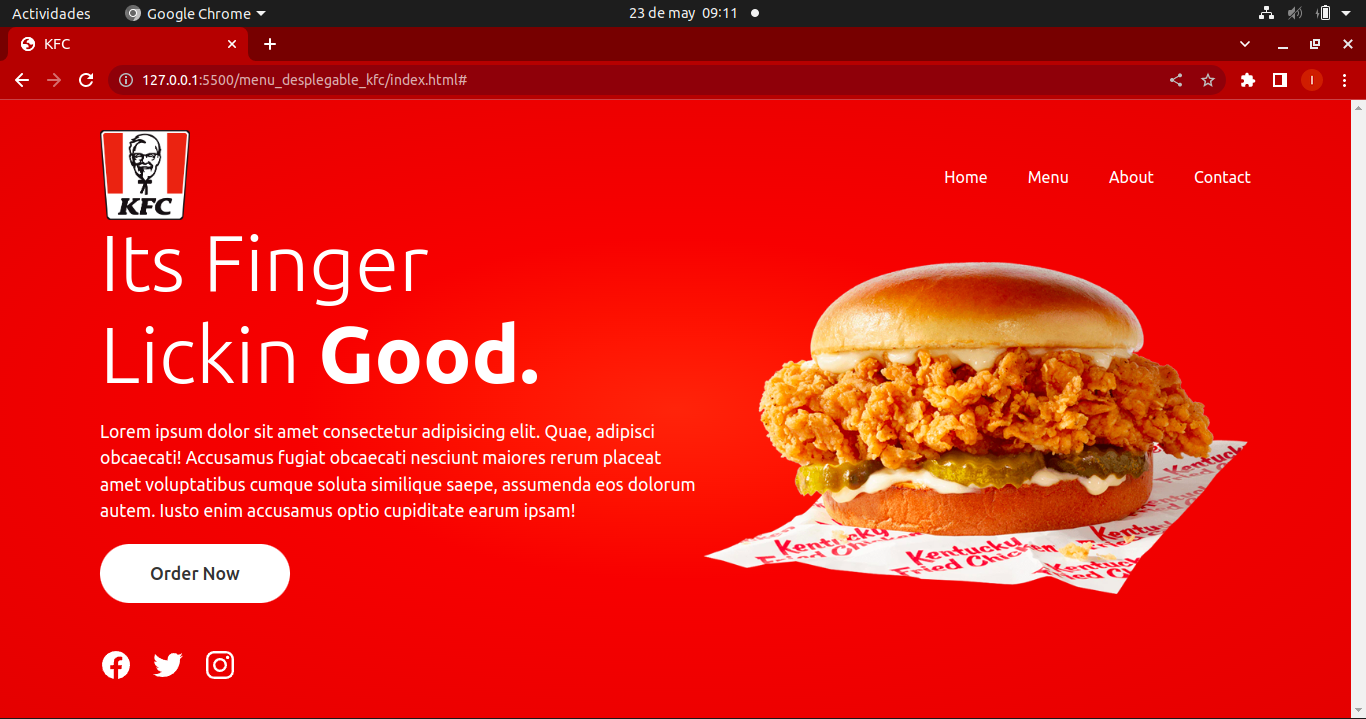 Actividades
Google Chrome
23 de may 09:11
KFC
127.0.0.1:5500/menu_desplegable_kfc/index.html#
I
KFC
Home
Menu
About
Contact
Its Finger
Lickin Good.
Lorem ipsum dolor sit amet consectetur adipisicing elit. Quae, adipisci
obcaecati! Accusamus fugiat obcaecati nesciunt maiores rerum placeat
amet voluptatibus cumque soluta similique saepe, assumenda eos dolorum
autem. Iusto enim accusamus optio cupiditate earum ipsam!
Kentucky
Fried Chicken
Kentucky
Fried Chicken
Kentucky
Fried Chi
Kentucky
Order Now